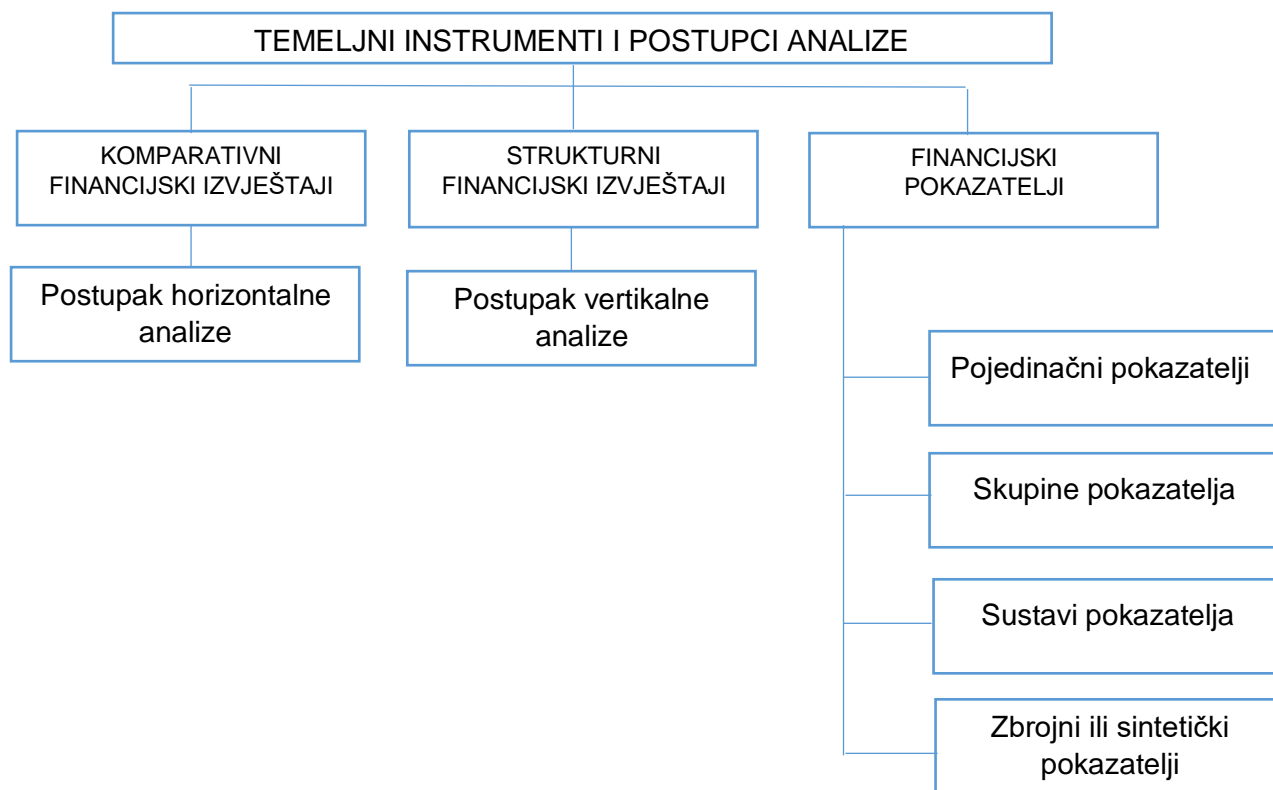 TEMELJNI INSTRUMENTI I POSTUPCI ANALIZE
KOMPARATIVNI
FINANCIJSKI IZVJEŠTAJI
STRUKTURNI
FINANCIJSKI IZVJEŠTAJI
FINANCIJSKI
POKAZATELJI
Postupak horizontalne
analize
Postupak vertikalne
analize
Pojedinačni pokazatelji
Skupine pokazatelja
Sustavi pokazatelja
Zbrojni ili sintetički
pokazatelji